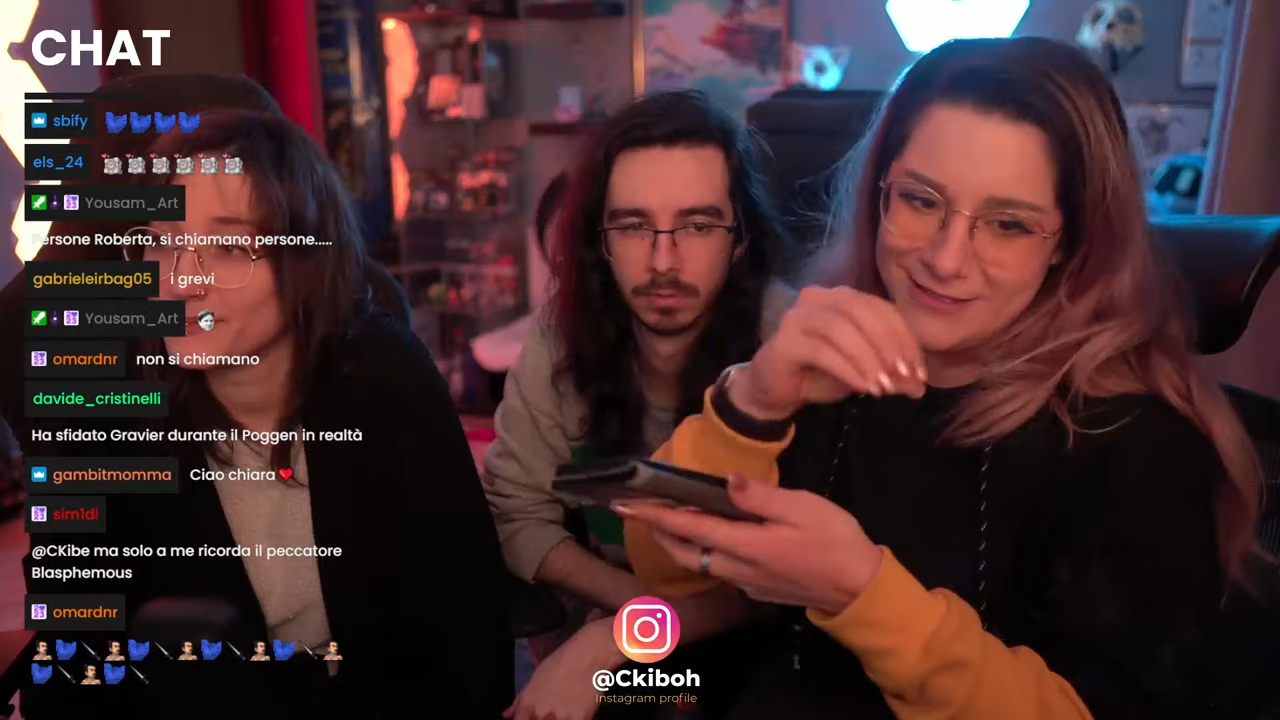 CHAT
sbify
els_24
Yousam_Art
Persone Roberta, si chiamano persone.....
gabrieleirbag05 i grevi
Yousam_Art
omardnr non si chiamano
davide_cristinelli
Ha sfidato Gravier durante il Poggen in realtà
gambitmomma Ciao chiara
sim1dl
@CKibe ma solo a me ricorda il peccatore
Blasphemous
omardnr
@Ckiboh
Instagram profile